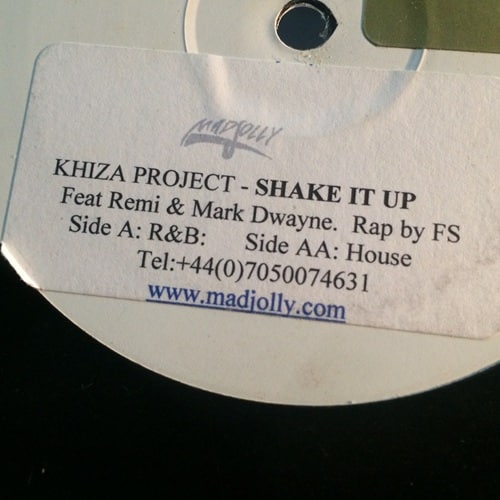 MADJOLLY
KHIZA PROJECT - SHAKE IT UP
Feat Remi & Mark Dwayne. Rap by FS
Side A: R&B: Side AA: House
Tel:+44(0)7050074631
www.madjolly.com